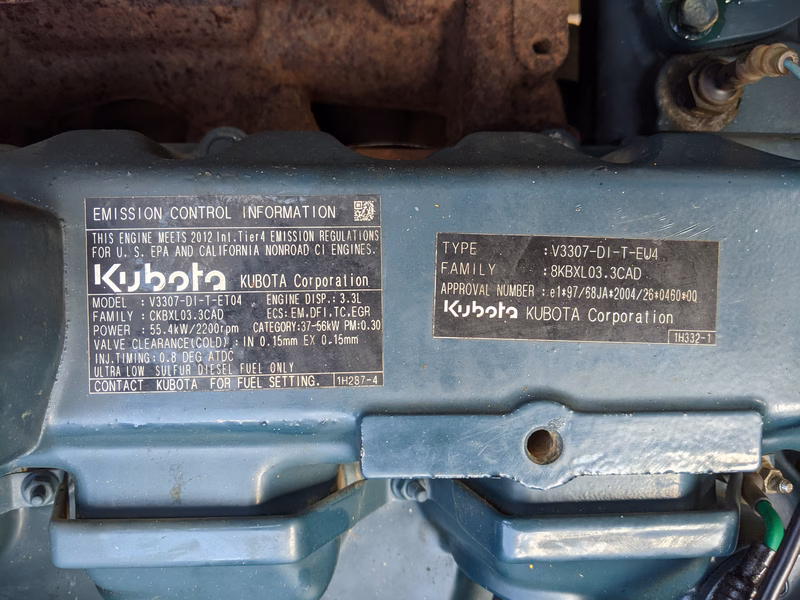 EMISSION CONTROL INFORMATION
THIS ENGINE MEETS 2012 Int.Tier4 EMISSION REGULATIONS
FOR U. S. EPA AND CALIFORNIA NONROAD CI ENGINES.
Kubota KUBOTA Corporation
MODEL : V3307-DI-T-ET04 ENGINE DISP.: 3.3L
FAMILY : CKBXL03.3CAD ECS: EM,DFI,TC,EGR
POWER : 55.4kW/2200rpm CATEGORY:37-56kW PM:0.30
VALVE CLEARANCE(COLD) : IN 0.15mm EX 0.15mm
INJ.TIMING:0.8 DEG ATDC
ULTRA LOW SULFUR DIESEL FUEL ONLY
CONTACT KUBOTA FOR FUEL SETTING. 1H287-4
TYPE :V3307-DI-T-EW4
FAMILY :8KBXL03.3CAD
APPROVAL NUMBER : e1*97/68JA*2004/26*0460*00
Kubota KUBOTA Corporation
1H332-1